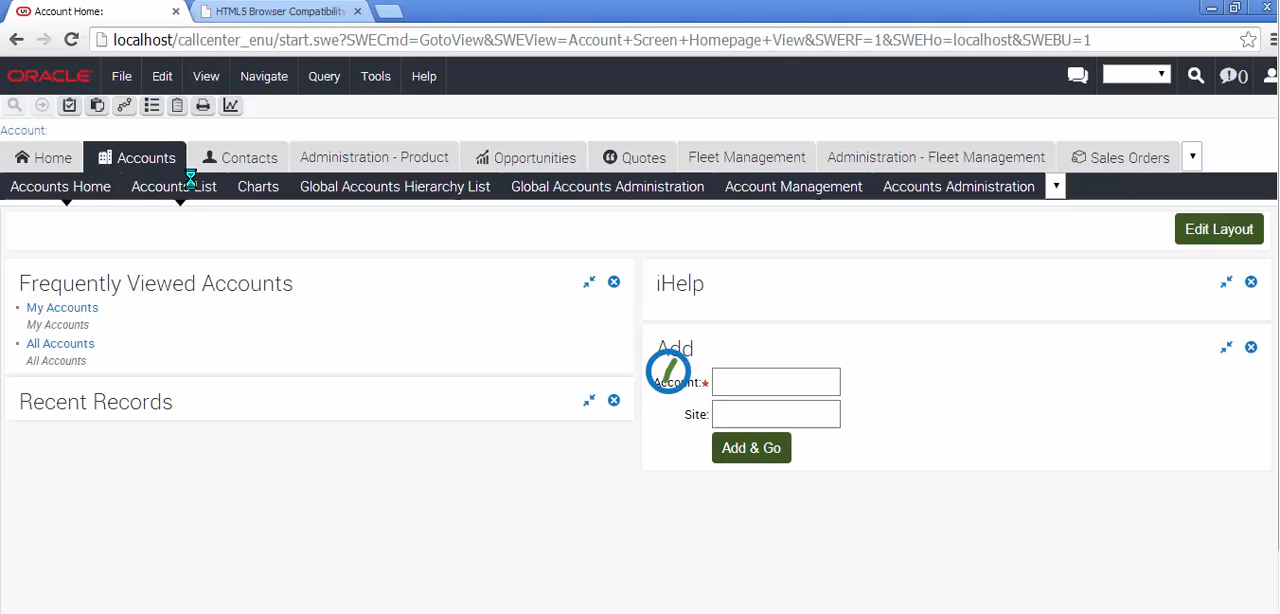 Account Home:
HTML5 Browser Compatibility
localhost/callcenter_enu/start.swe?SWECmd=GotoView&SWEView=Account+Screen+Homepage+View&SWERF=1&SWEHo=localhost&SWEBU=1
ORACLE File Edit View Navigate Query Tools Help 0
Account:
Home Accounts Contacts Administration - Product Opportunities Quotes Fleet Management Administration - Fleet Management Sales Orders
Accounts Home Accounts List Charts Global Accounts Hierarchy List Global Accounts Administration Account Management Accounts Administration
Edit Layout
Frequently Viewed Accounts
My Accounts
My Accounts
All Accounts
All Accounts
Recent Records
iHelp
Add
Account:*
Site:
Add & Go